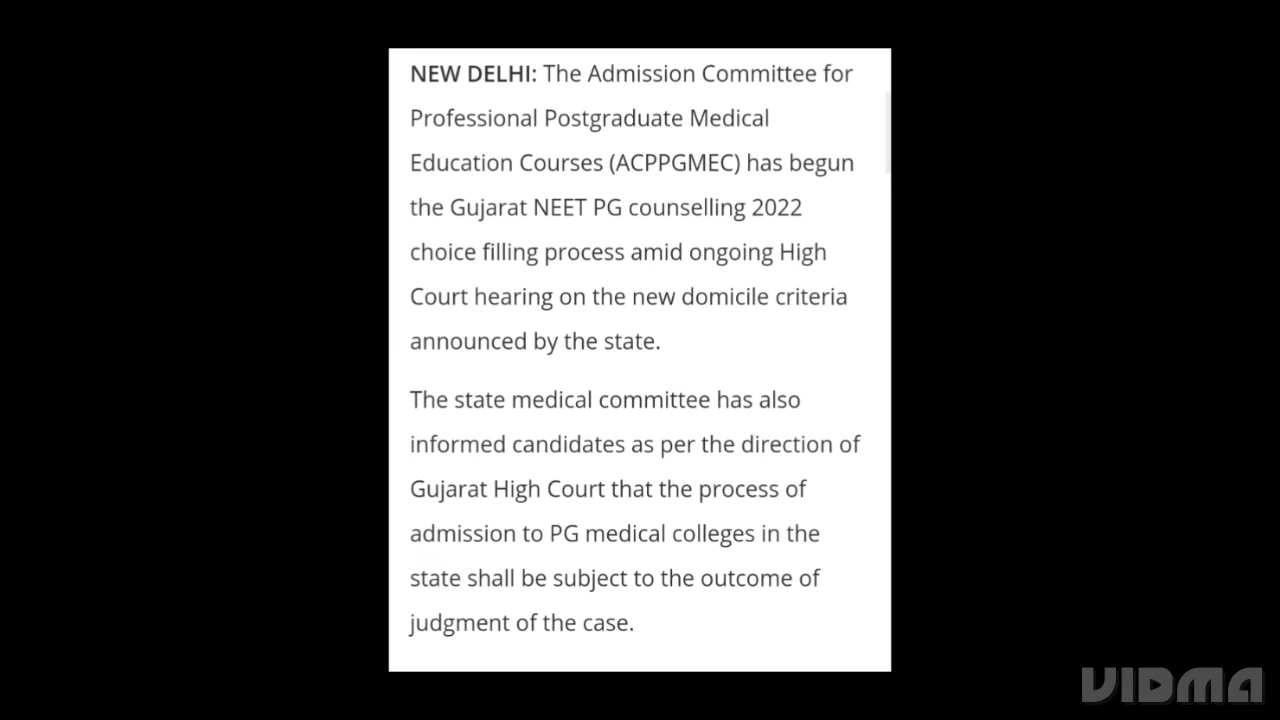 NEW DELHI: The Admission Committee for
Professional Postgraduate Medical
Education Courses (ACPPGMEC) has begun
the Gujarat NEET PG counselling 2022
choice filling process amid ongoing High
Court hearing on the new domicile criteria
announced by the state.
The state medical committee has also
informed candidates as per the direction of
Gujarat High Court that the process of
admission to PG medical colleges in the
state shall be subject to the outcome of
judgment of the case.
VIDMA